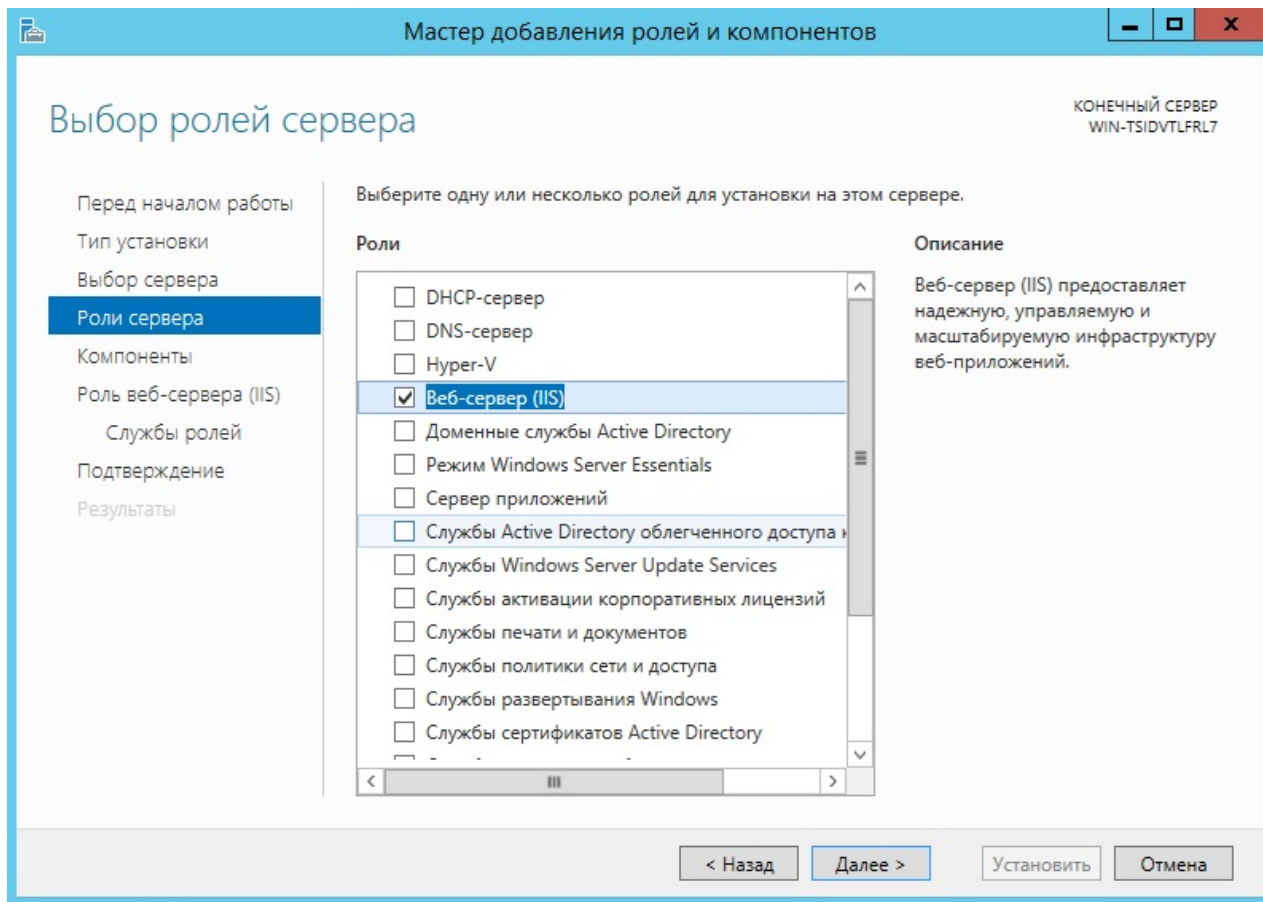 Мастер добавления ролей и компонентов
Выбор ролей сервера
КОНЕЧНЫЙ СЕРВЕР
WIN-TSIDVTLFRL7
Перед началом работы
Тип установки
Выбор сервера
Роли сервера
Компоненты
Роль веб-сервера (IIS)
Службы ролей
Подтверждение
Результаты
Выберите одну или несколько ролей для установки на этом сервере.
Роли
DHCP-сервер
DNS-сервер
Hyper-V
Веб-сервер (IIS)
Доменные службы Active Directory
Режим Windows Server Essentials
Сервер приложений
Службы Active Directory облегченного доступа к
Службы Windows Server Update Services
Службы активации корпоративных лицензий
Службы печати и документов
Службы политики сети и доступа
Службы развертывания Windows
Службы сертификатов Active Directory
Описание
Веб-сервер (IIS) предоставляет
надежную, управляемую и
масштабируемую инфраструктуру
веб-приложений.
< Назад
Далее >
Установить
Отмена